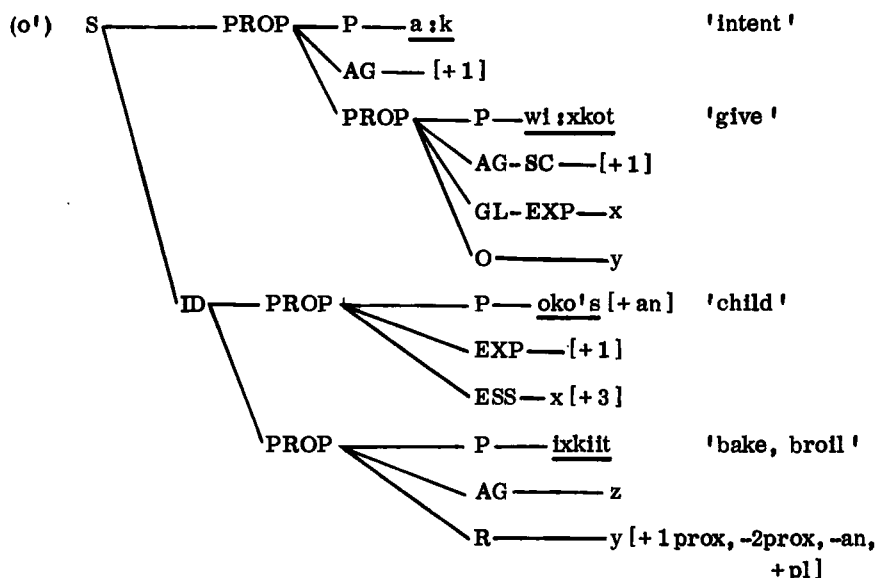 (o') S PROP P a:k 'intent'
AG [+1]
PROP P wi:xkot 'give'
AG-SC [+1]
GL-EXP x
O y
ID PROP P oko's [+an] 'child'
EXP [+1]
ESS x [+3]
PROP P ixkiit 'bake, broil'
AG z
R y [+1prox, -2prox, -an,
+pl]